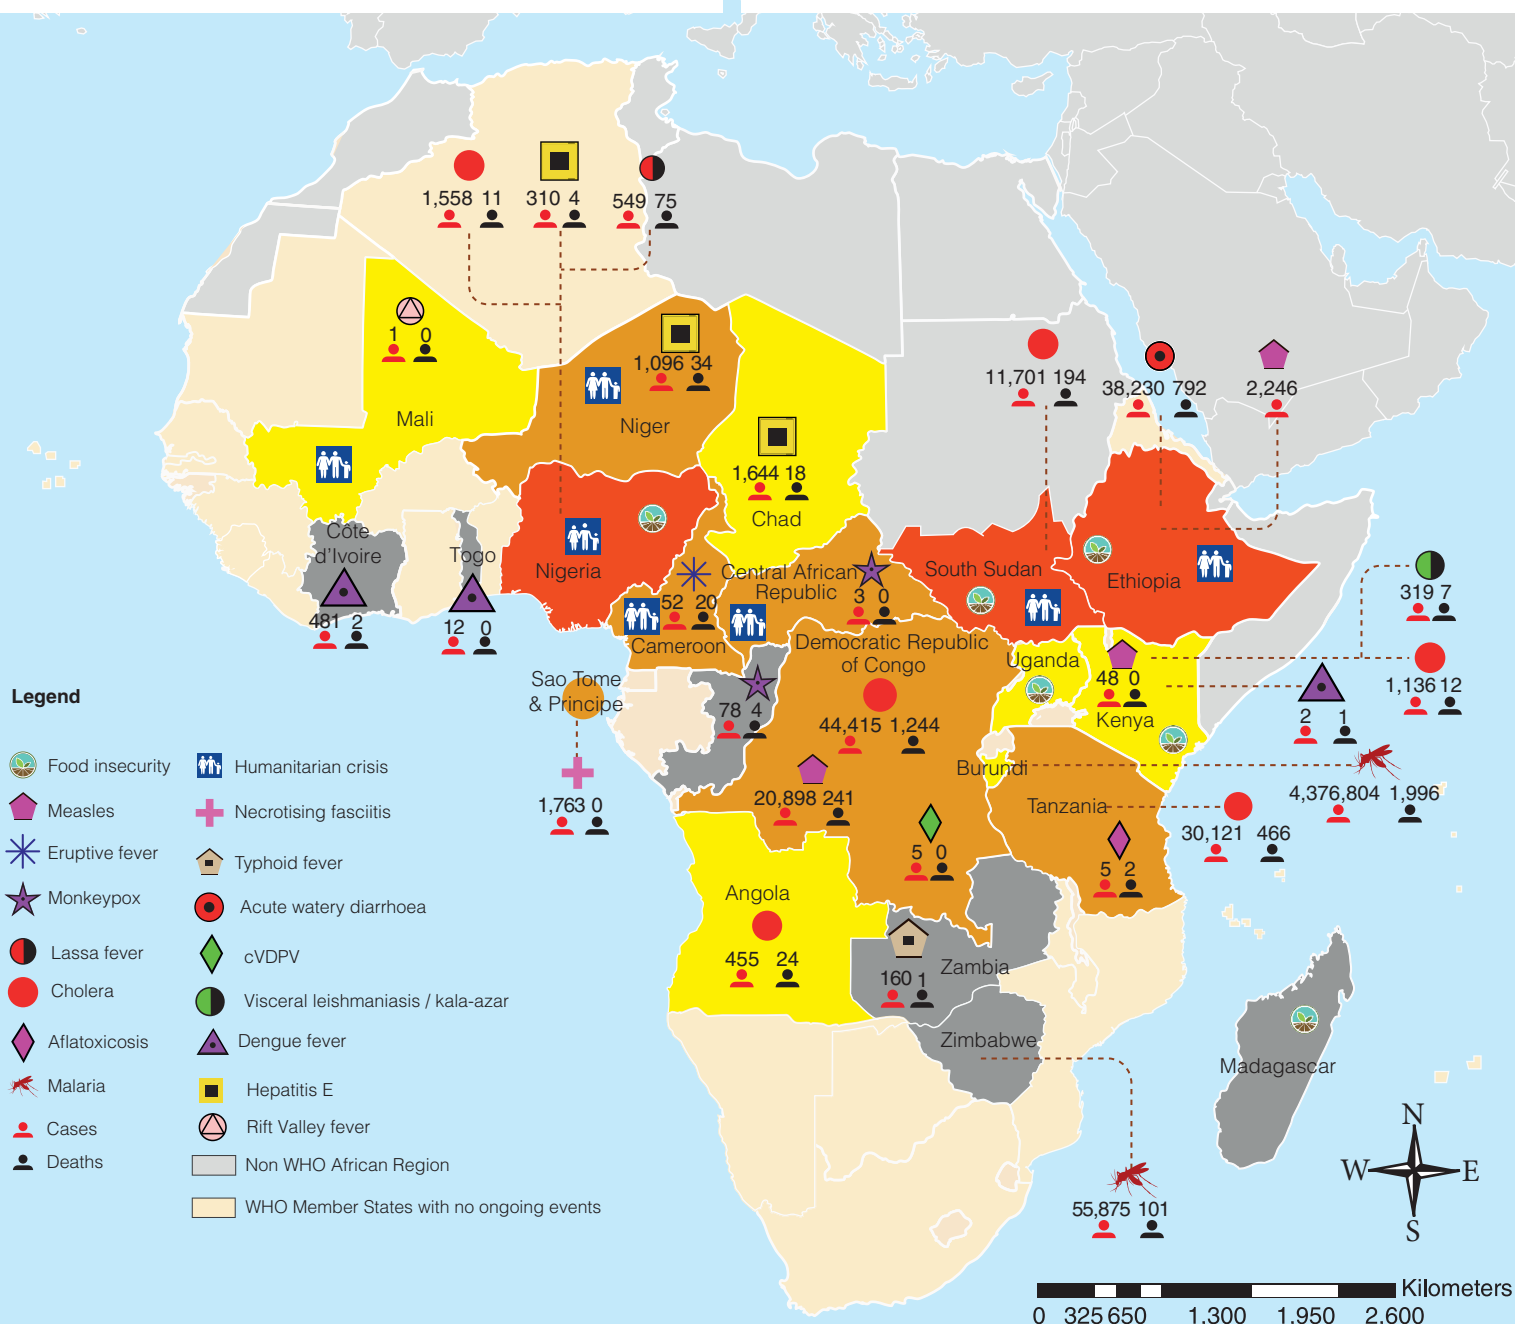 1,558 11
310 4
549 75
1 0
Mali
1,096 34
Niger
1,644 18
Chad
11,701 194
38,230 792
2,246
Côte
d'Ivoire
481 2
Togo
12 0
Nigeria
52 20
Cameroon
Central African
Republic
3 0
South Sudan
Ethiopia
319 7
1,136 12
2 1
Sao Tome
& Principe
1,763 0
78 4
Democratic Republic
of Congo
44,415 1,244
20,898 241
5 0
Uganda
48 0
Kenya
Burundi
4,376,804 1,996
Tanzania
30,121 466
5 2
Angola
455 24
160 1
Zambia
Zimbabwe
55,875 101
Madagascar
Legend
Food insecurity
Measles
Eruptive fever
Monkeypox
Lassa fever
Cholera
Aflatoxicosis
Malaria
Cases
Deaths
Humanitarian crisis
Necrotising fasciitis
Typhoid fever
Acute watery diarrhoea
cVDPV
Visceral leishmaniasis / kala-azar
Dengue fever
Hepatitis E
Rift Valley fever
Non WHO African Region
WHO Member States with no ongoing events
N
W E
S
Kilometers
0 325 650 1,300 1,950 2,600